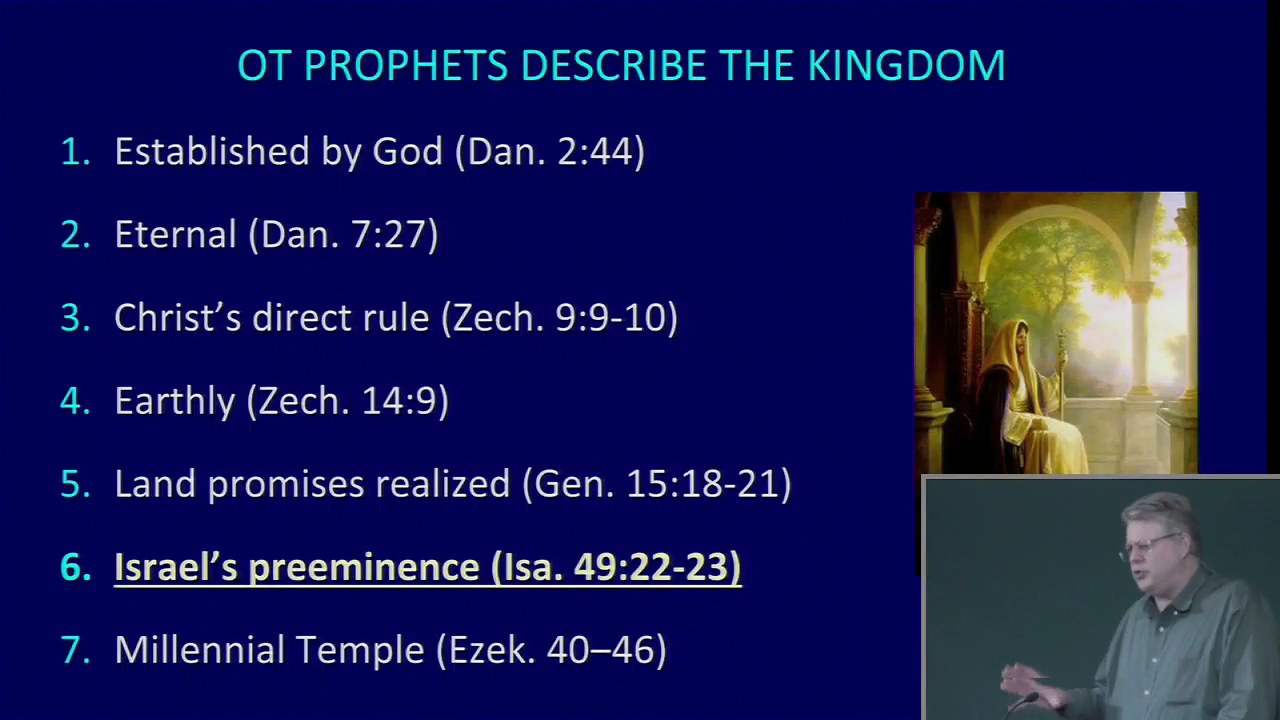 OT PROPHETS DESCRIBE THE KINGDOM
1. Established by God (Dan. 2:44)
2. Eternal (Dan. 7:27)
3. Christ’s direct rule (Zech. 9:9-10)
4. Earthly (Zech. 14:9)
5. Land promises realized (Gen. 15:18-21)
6. Israel’s preeminence (Isa. 49:22-23)
7. Millennial Temple (Ezek. 40–46)